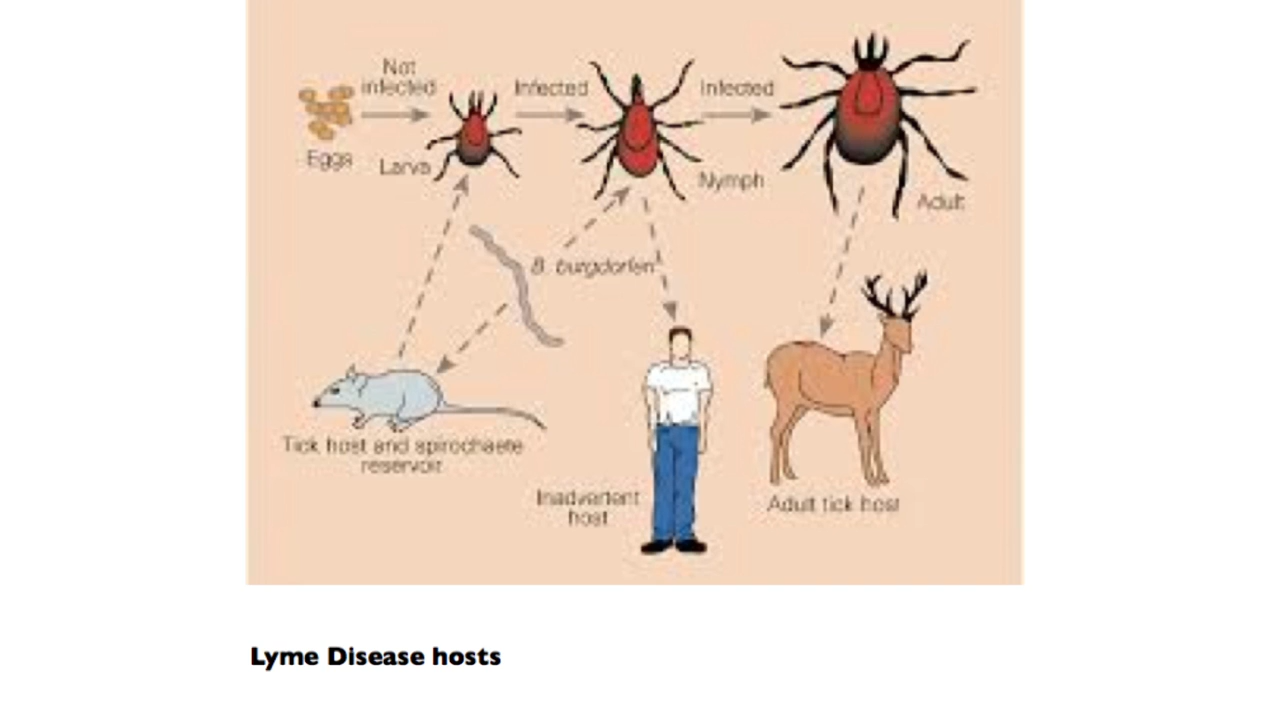 Not
infected
Infected
Infected
Eggs
Larva
Nymph
Adult
B. burgdorferi
Tick host and spirochaete
reservoir
Inadvertent
host
Adult tick host
Lyme Disease hosts